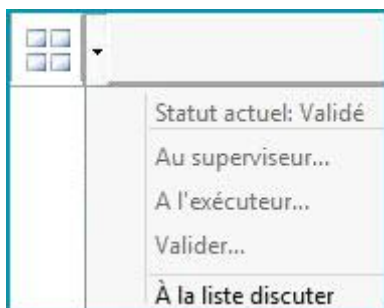 Statut actuel: Validé
Au superviseur...
A l'exécuteur...
Valider...
À la liste discuter